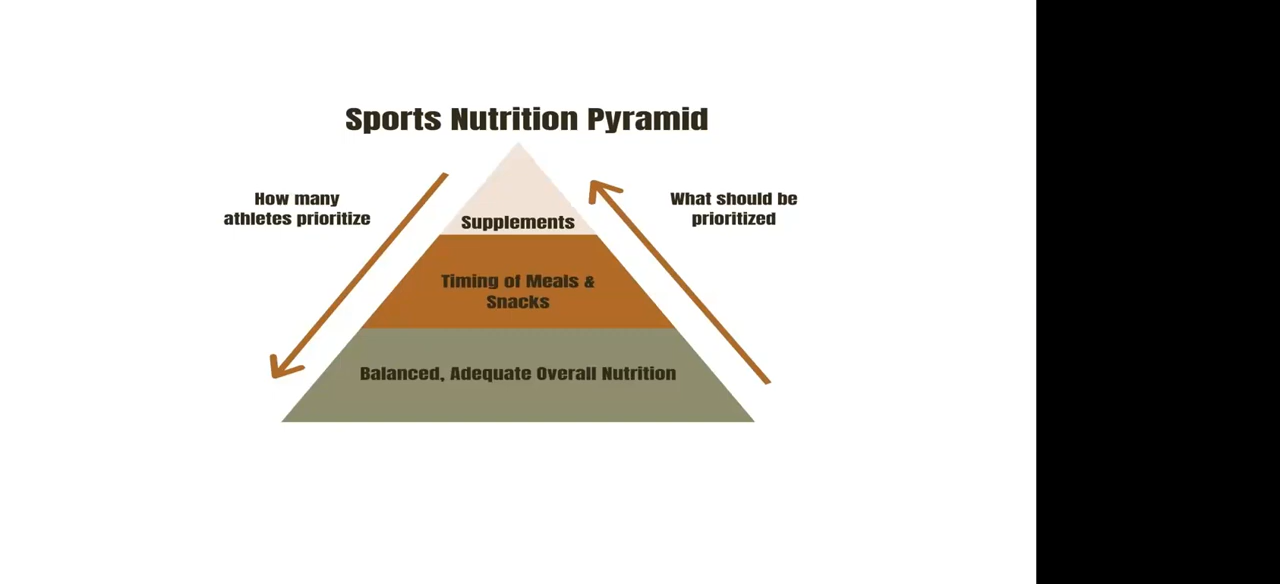 Sports Nutrition Pyramid
How many
athletes prioritize
What should be
prioritized
Supplements
Timing of Meals &
Snacks
Balanced, Adequate Overall Nutrition